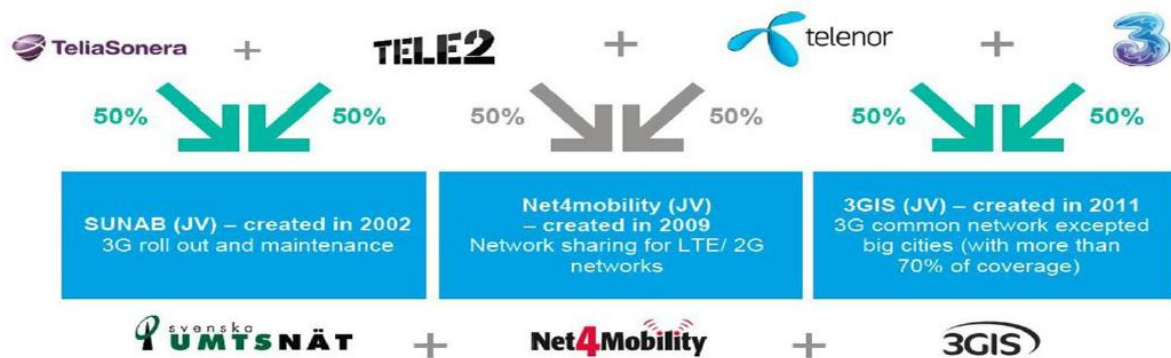 TeliaSonera + TELE2 + telenor + 3
50% 50% 50% 50% 50% 50%
SUNAB (JV) – created in 2002
3G roll out and maintenance
Net4mobility (JV)
– created in 2009
Network sharing for LTE/ 2G
networks
3GIS (JV) – created in 2011
3G common network excepted
big cities (with more than
70% of coverage)
svenska
UMTSNÄT + Net4Mobility + 3GIS